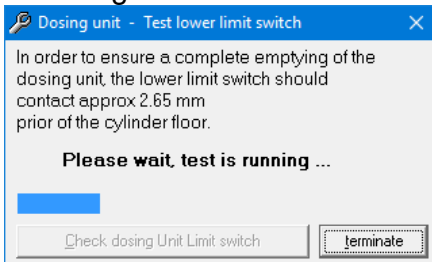 Dosing unit - Test lower limit switch
In order to ensure a complete emptying of the
dosing unit, the lower limit switch should
contact approx 2.65 mm
prior of the cylinder floor.
Please wait, test is running ...
Check dosing Unit Limit switch
terminate